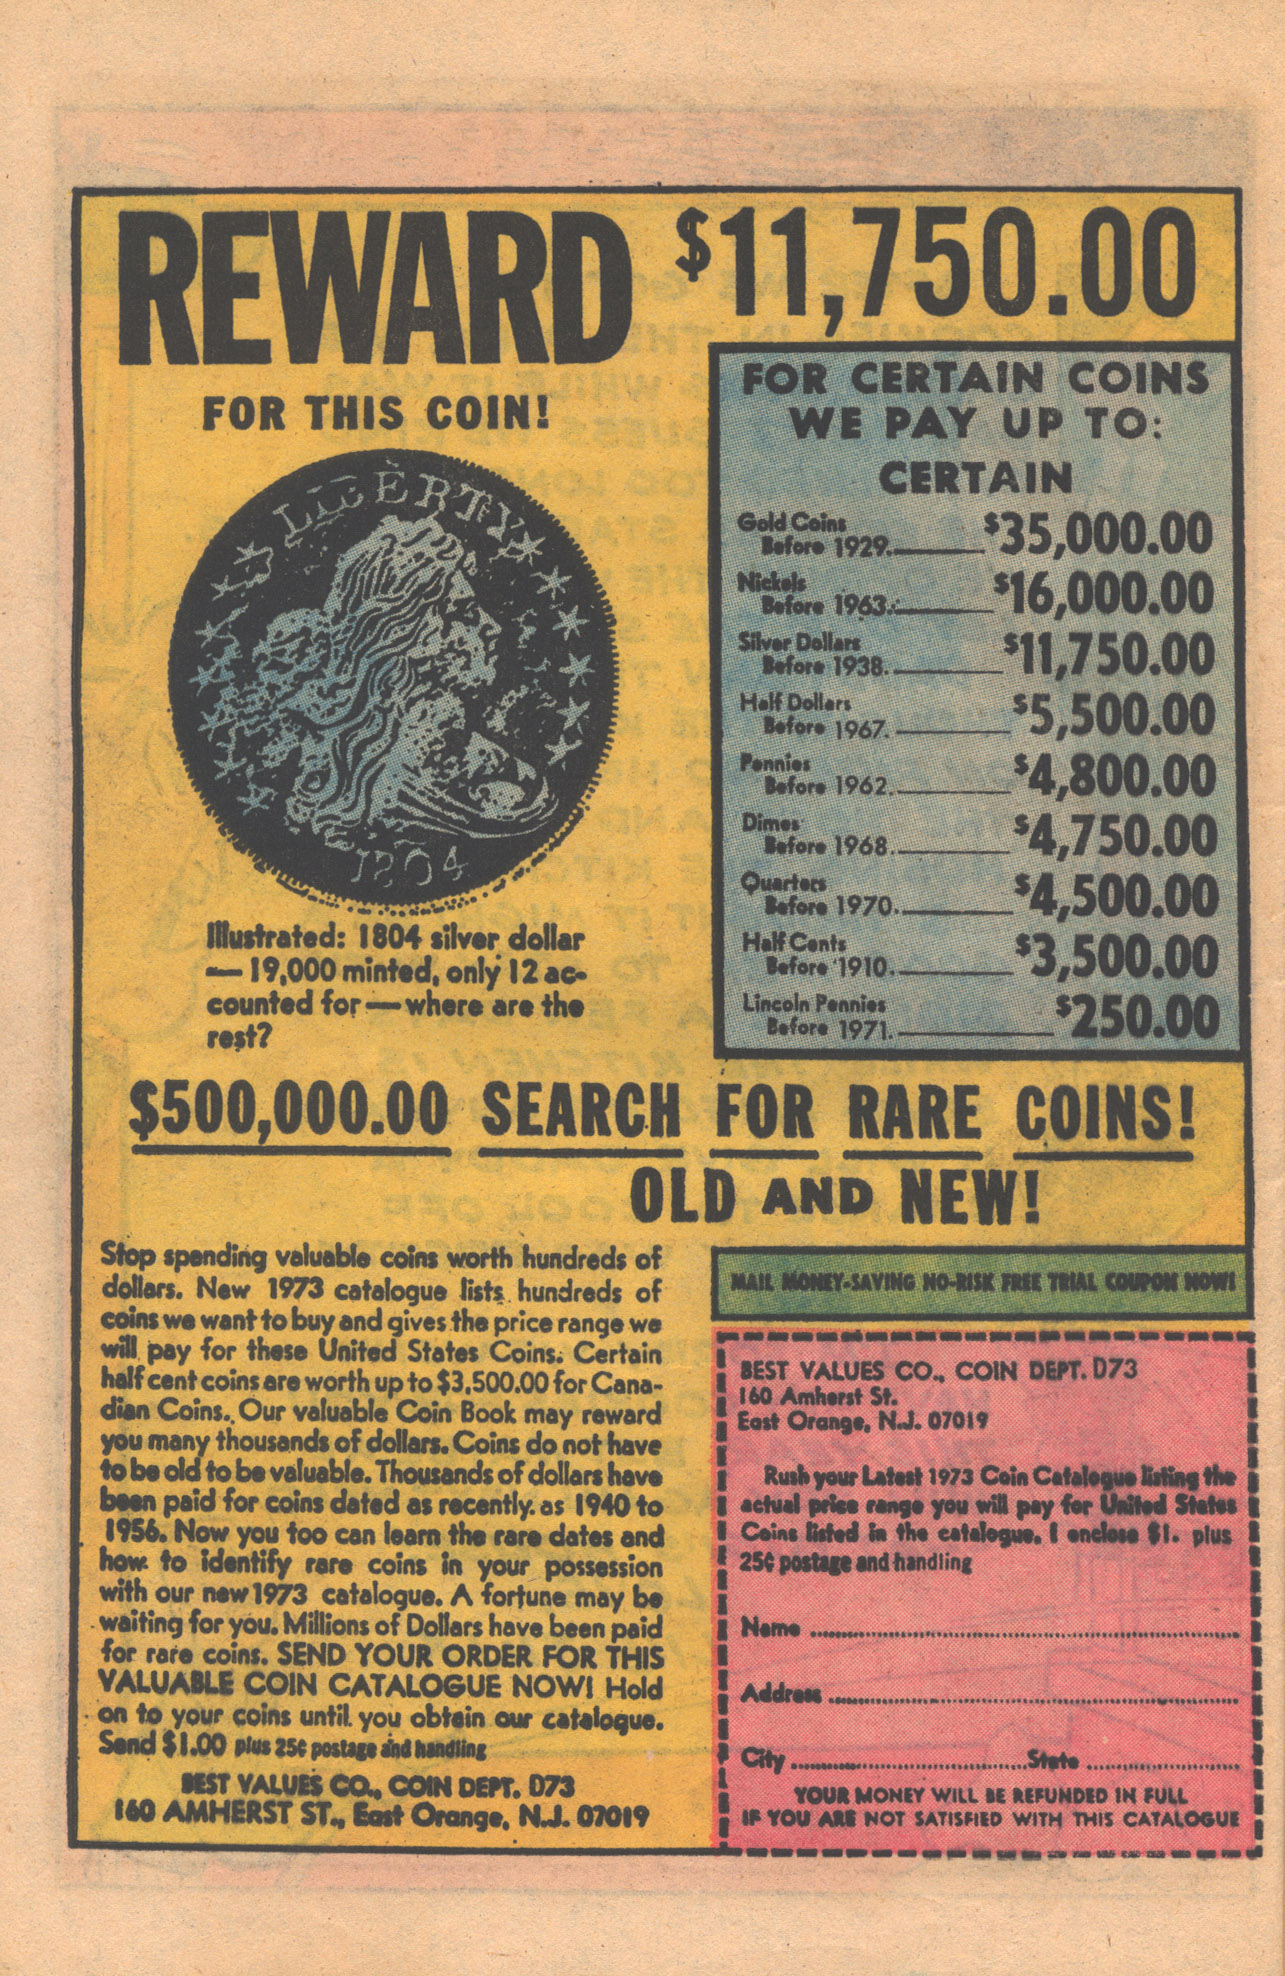 REWARD $11,750.00
FOR THIS COIN!
LIBERTY
1804
Illustrated: 1804 silver dollar
— 19,000 minted, only 12 ac-
counted for — where are the
rest?
FOR CERTAIN COINS
WE PAY UP TO:
CERTAIN
Gold Coins
Before 1929. $35,000.00
Nickels
Before 1963. $16,000.00
Silver Dollars
Before 1938. $11,750.00
Half Dollars
Before 1967. $5,500.00
Pennies
Before 1962. $4,800.00
Dimes
Before 1968. $4,750.00
Quarters
Before 1970. $4,500.00
Half Cents
Before 1910. $3,500.00
Lincoln Pennies
Before 1971. $250.00
$500,000.00 SEARCH FOR RARE COINS!
OLD AND NEW!
Stop spending valuable coins worth hundreds of
dollars. New 1973 catalogue lists hundreds of
coins we want to buy and gives the price range we
will pay for these United States Coins. Certain
half cent coins are worth up to $3,500.00 for Cana-
dian Coins. Our valuable Coin Book may reward
you many thousands of dollars. Coins do not have
to be old to be valuable. Thousands of dollars have
been paid for coins dated as recently as 1940 to
1956. Now you too can learn the rare dates and
how to identify rare coins in your possession
with our new 1973 catalogue. A fortune may be
waiting for you. Millions of Dollars have been paid
for rare coins. SEND YOUR ORDER FOR THIS
VALUABLE COIN CATALOGUE NOW! Hold
on to your coins until you obtain our catalogue.
Send $1.00 plus 25¢ postage and handling
BEST VALUES CO., COIN DEPT. D73
160 AMHERST ST., East Orange, N.J. 07019
MAIL MONEY-SAVING NO-RISK FREE TRIAL COUPON NOW!
BEST VALUES CO., COIN DEPT. D73
160 Amherst St.
East Orange, N.J. 07019
Rush your Latest 1973 Coin Catalogue listing the
actual price range you will pay for United States
Coins listed in the catalogue. I enclose $1. plus
25¢ postage and handling
Name
Address
City State
YOUR MONEY WILL BE REFUNDED IN FULL
IF YOU ARE NOT SATISFIED WITH THIS CATALOGUE